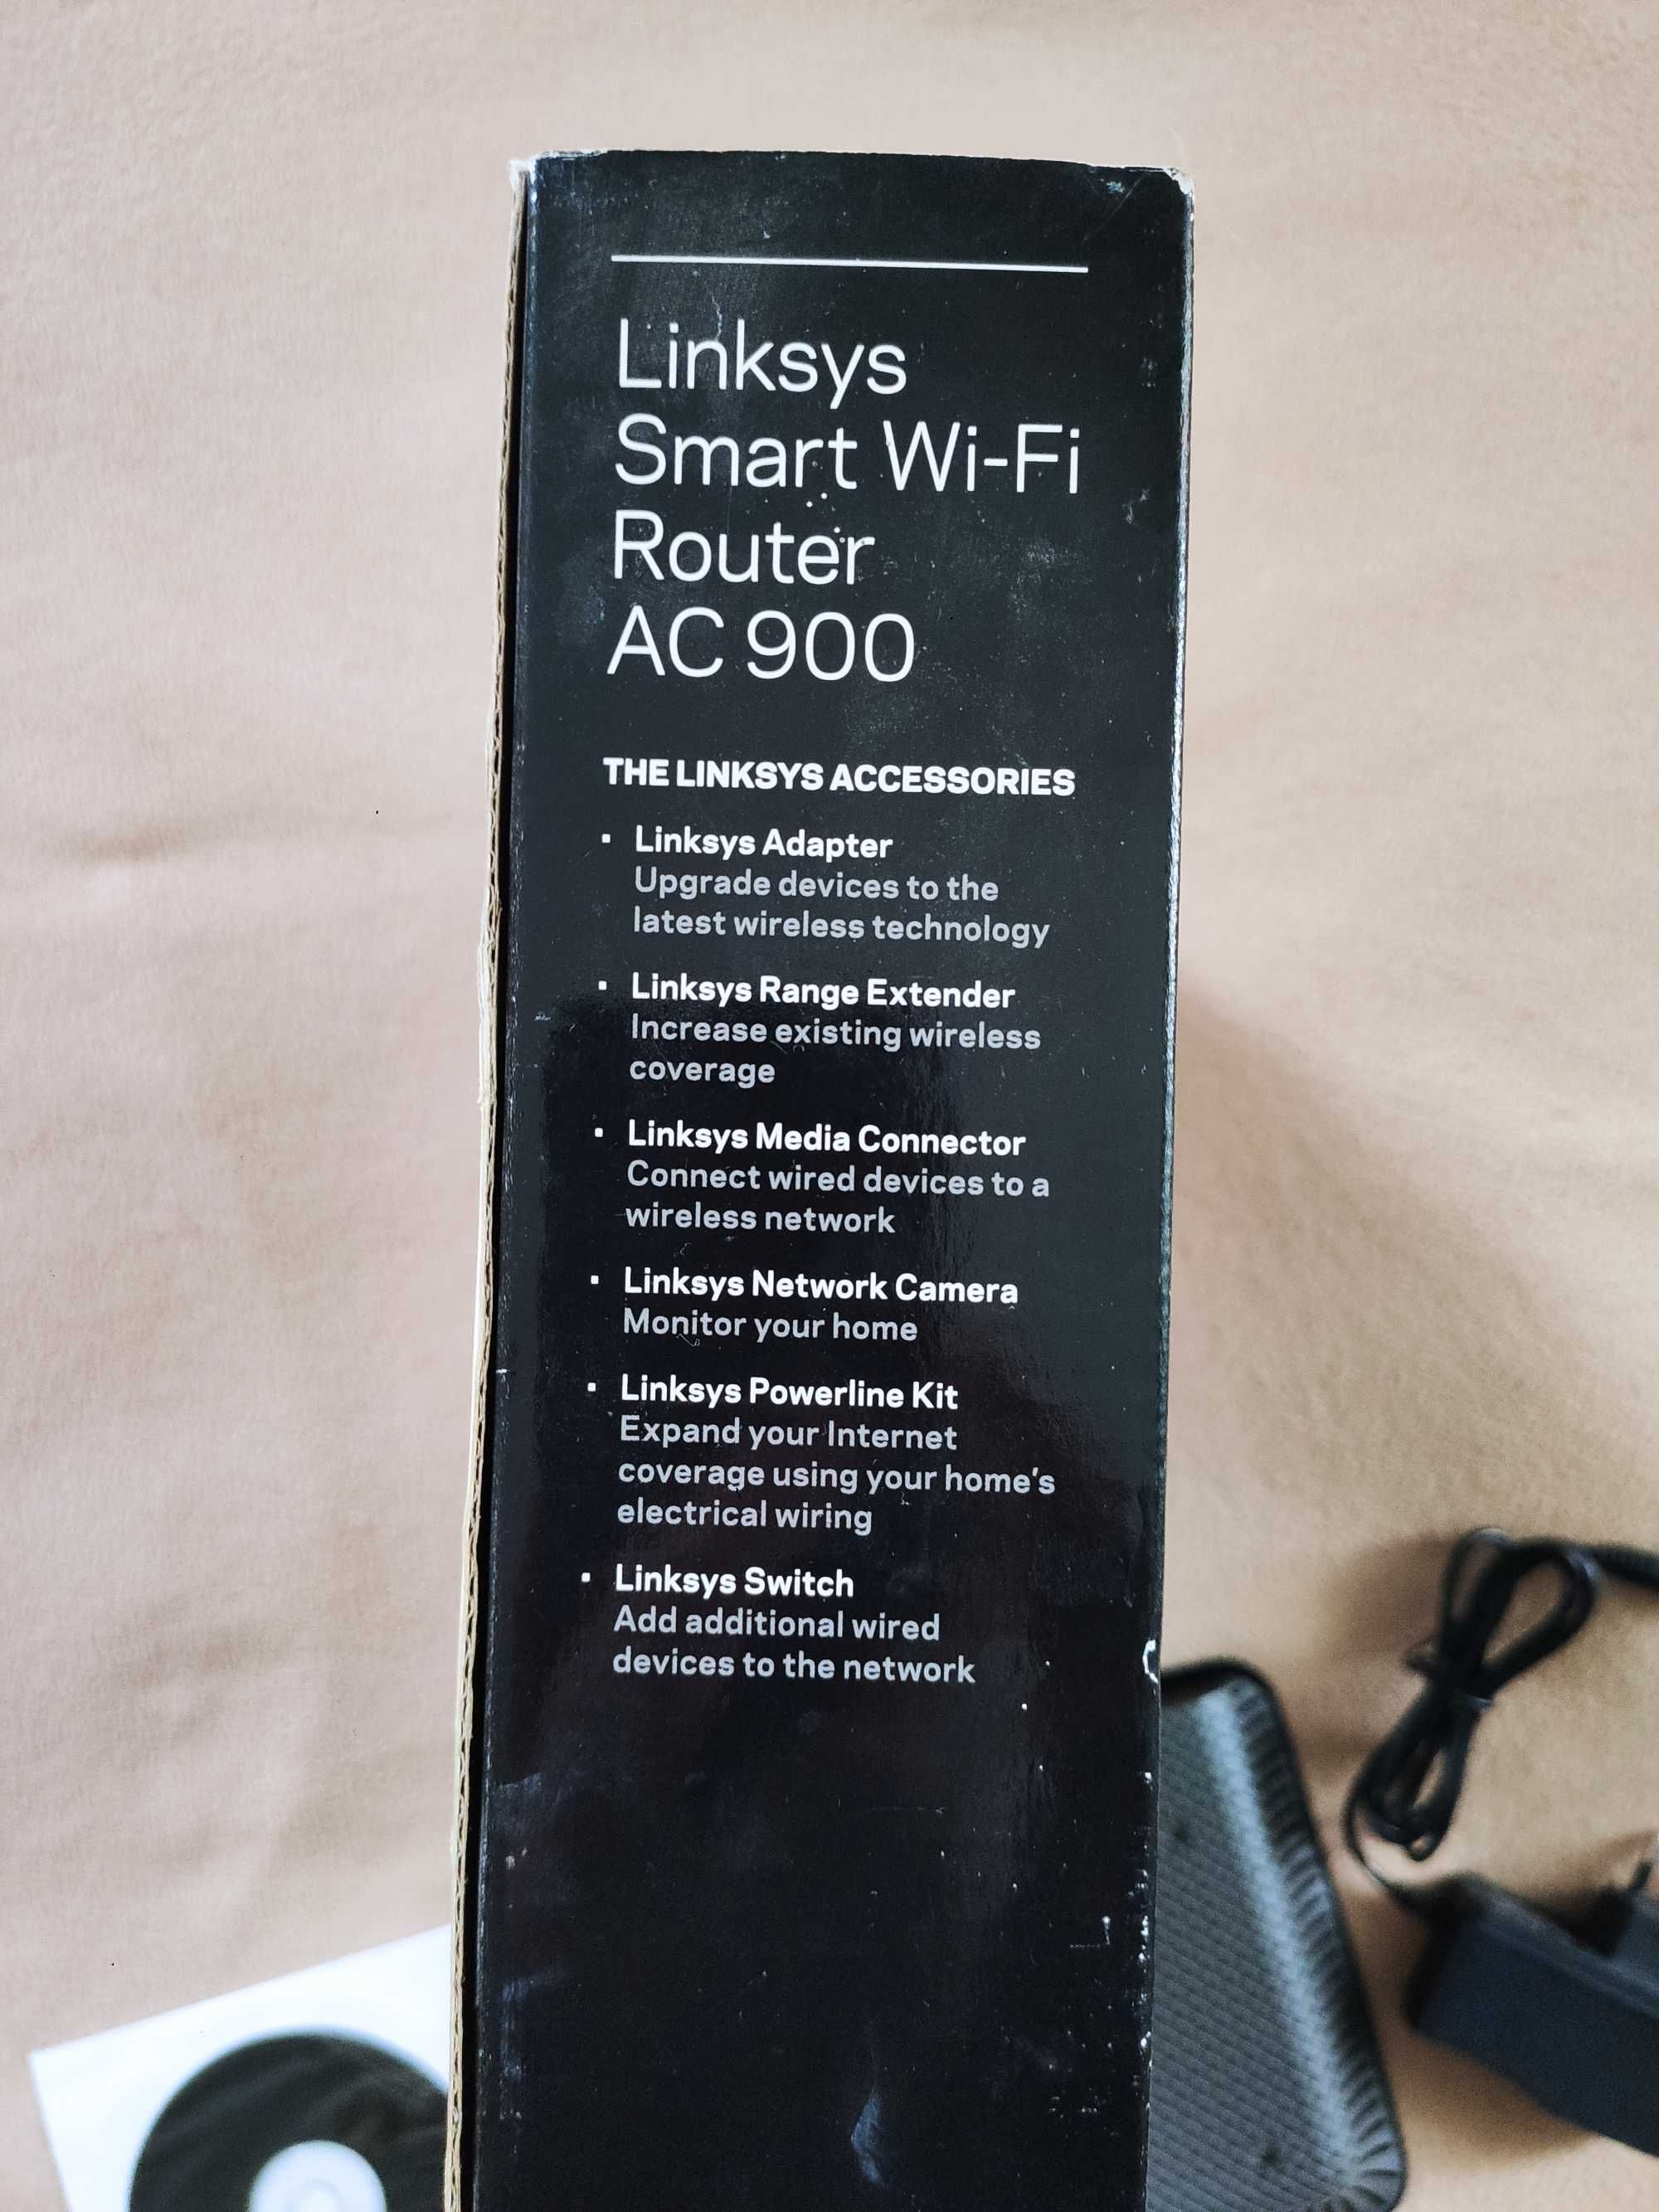 Linksys
Smart Wi-Fi
Router
AC 900
THE LINKSYS ACCESSORIES
▪ Linksys Adapter
Upgrade devices to the
latest wireless technology
▪ Linksys Range Extender
Increase existing wireless
coverage
▪ Linksys Media Connector
Connect wired devices to a
wireless network
▪ Linksys Network Camera
Monitor your home
▪ Linksys Powerline Kit
Expand your Internet
coverage using your home's
electrical wiring
▪ Linksys Switch
Add additional wired
devices to the network